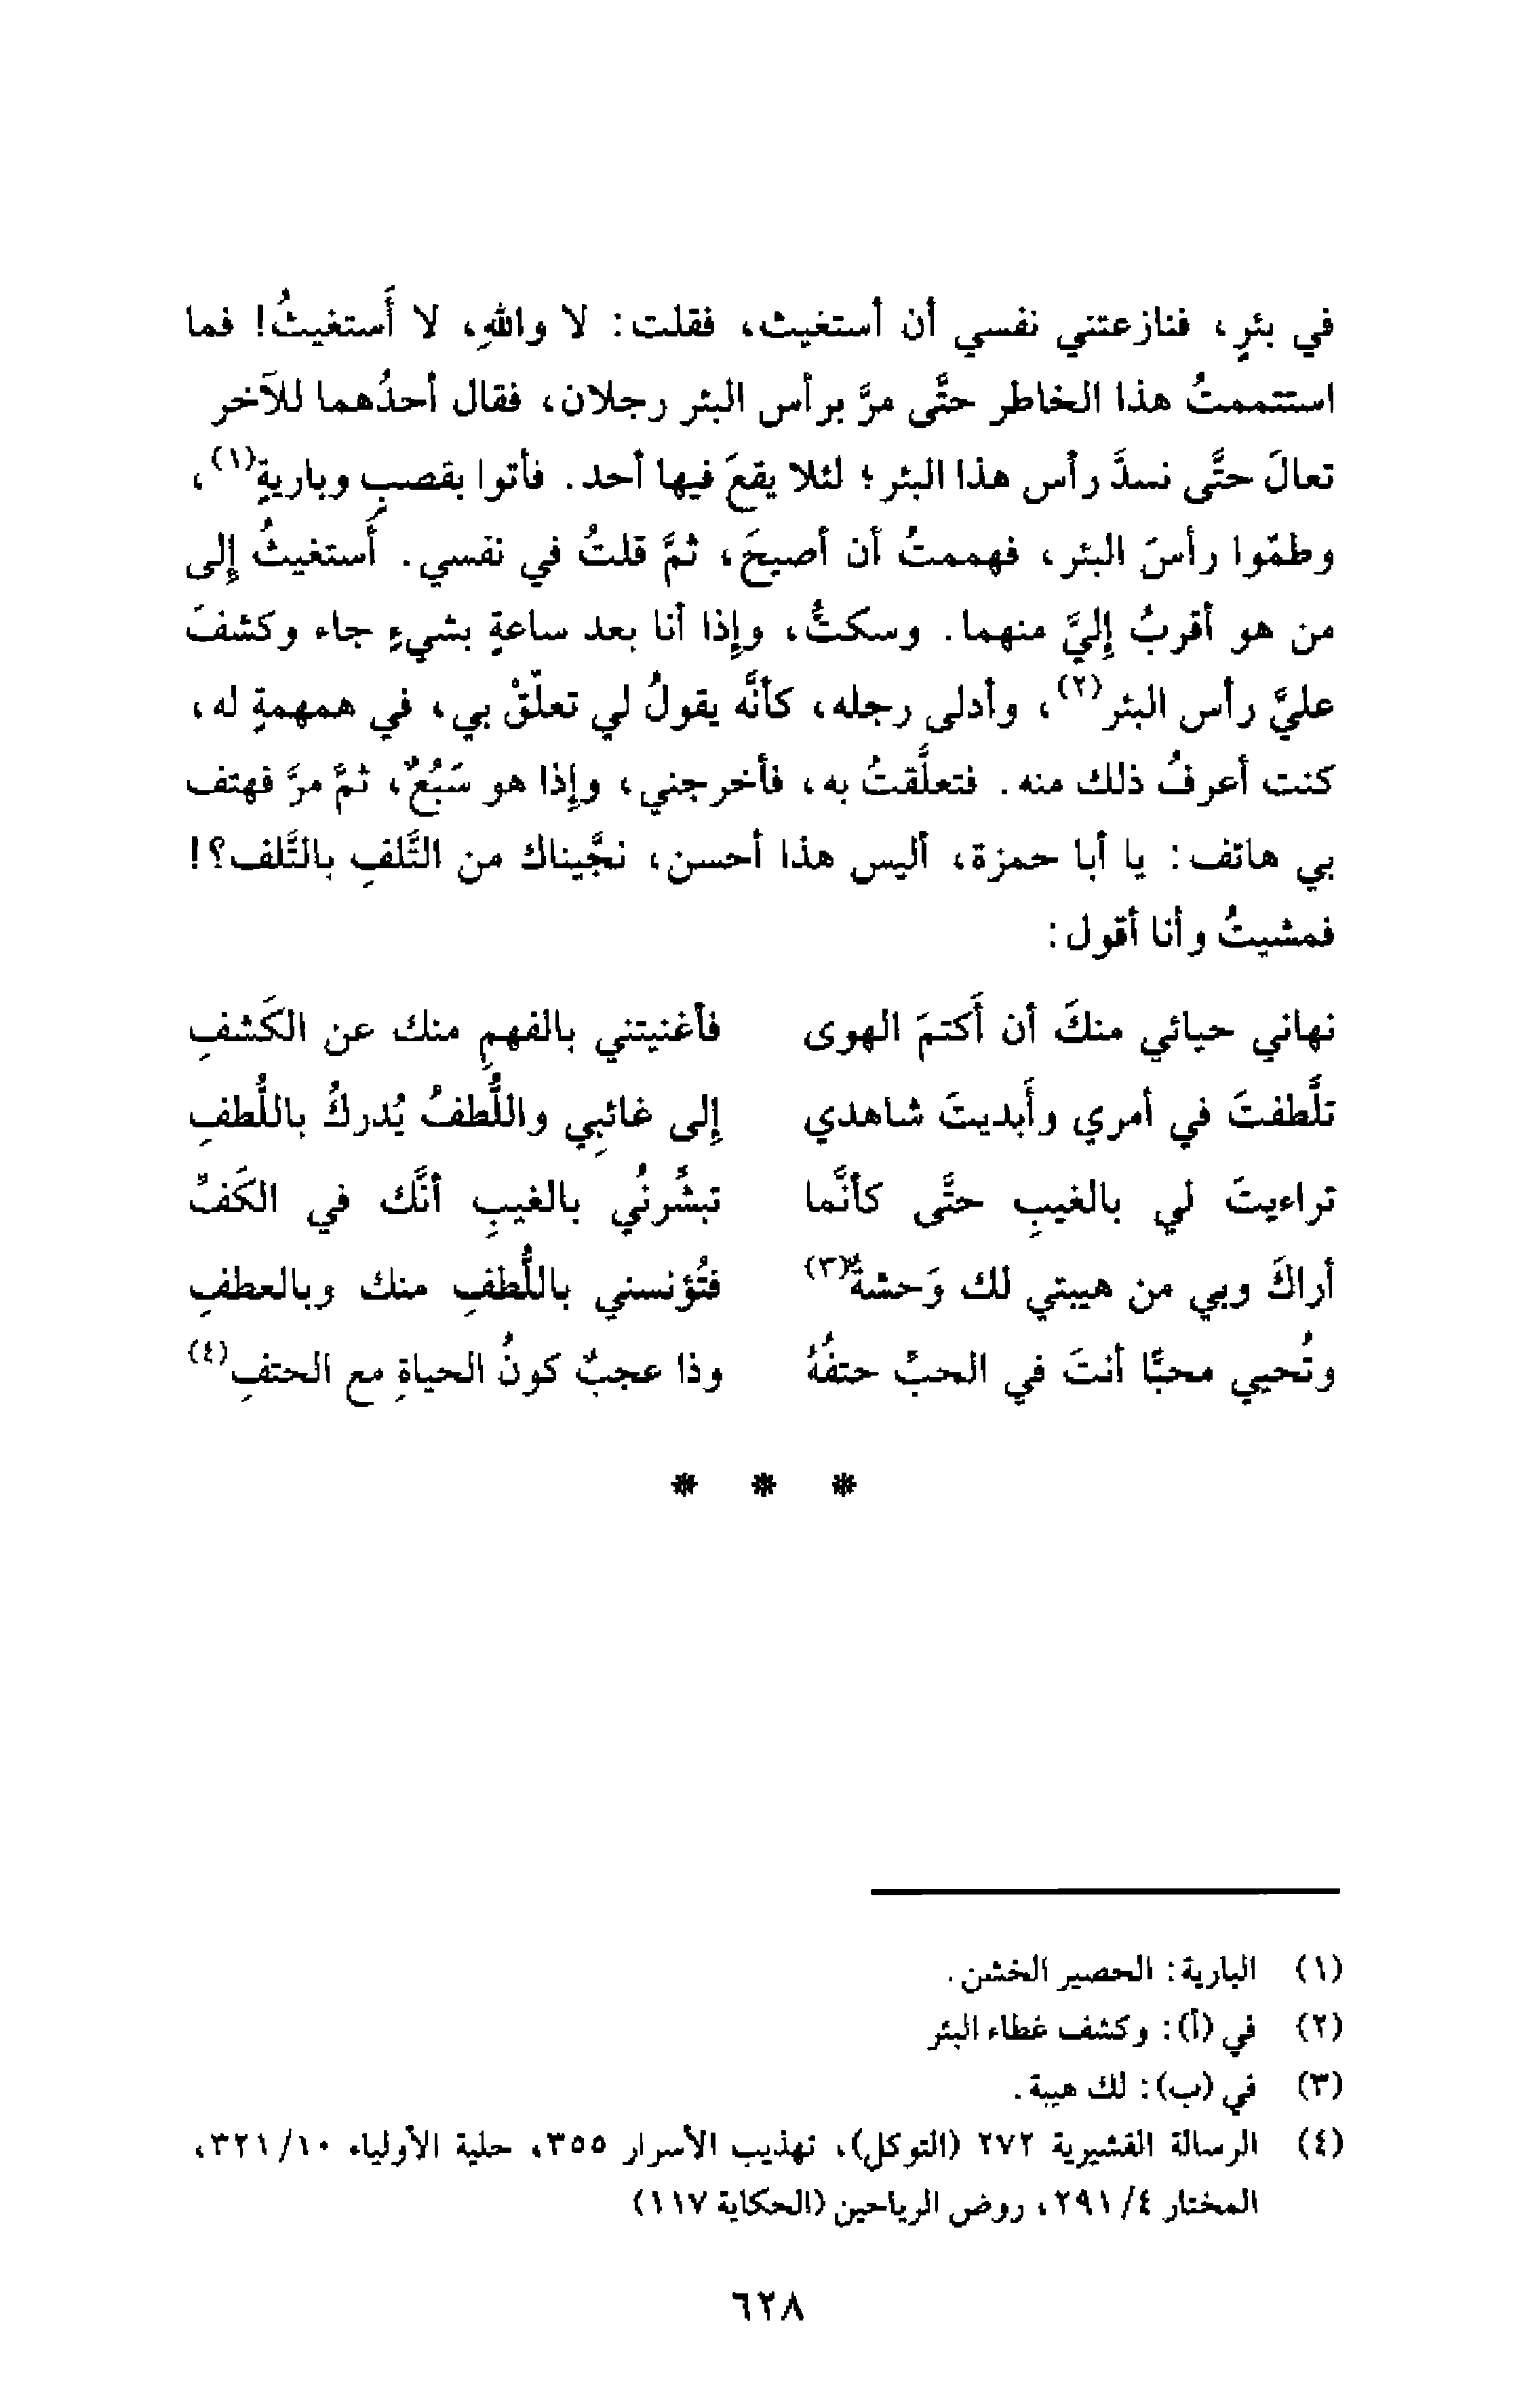 في بئرٍ، فنازعتني نفسي أن أستغيث، فقلت: لا واللهِ، لا أَستغيثُ! فما
استتممتُ هذا الخاطر حتَّى مرَّ برأس البئر رجلان، فقال أحدُهما للآخر
تعالَ حتَّى نسدَّ رأس هذا البئر؛ لئلا يقعَ فيها أحد. فأتوا بقصبٍ وباريةٍ(١)،
وطمّوا رأسَ البئر، فهممتُ أن أصيحَ، ثمَّ قلتُ في نفسي. أَستغيثُ إلى
من هو أقربُ إليَّ منهما. وسكتُّ، وإذا أنا بعد ساعةٍ بشيءٍ جاء وكشفَ
عليَّ رأس البئر(٢)، وأدلى رجله، كأنَّه يقولُ لي تعلّقْ بي، في همهمةٍ له،
كنت أعرفُ ذلك منه. فتعلَّقتُ به، فأخرجني، وإذا هو سَبُعٌ، ثمَّ مرَّ فهتف
بي هاتف: يا أبا حمزة، أليس هذا أحسن، نجَّيناك من التَّلفِ بالتَّلف؟!
فمشيتُ وأنا أقول:
نهاني حيائي منكَ أن أَكتمَ الهوى فأغنيتني بالفهمِ منك عن الكَشفِ
تلَّطفتَ في أمري وأَبديتَ شاهدي إلى غائبِي واللُّطفُ يُدركُ باللُّطفِ
تراءيتَ لي بالغيبِ حتَّى كأنَّما تبشِّرنُي بالغيبِ أنَّك في الكَفِّ
أراكَ وبي من هيبتي لك وَحشةٌ(٣) فتُؤنسني باللُّطفِ منك وبالعطفِ
وتُحيي محبًّا أنتَ في الحبِّ حتفُهُ وذا عجبٌ كونُ الحياةِ مع الحتفِ(٤)
* * *
(١) البارية: الحصير الخشن.
(٢) في (أ): وكشف غطاء البئر
(٣) في (ب): لك هيبة.
(٤) الرسالة القشيرية ٢٧٢ (التوكل)، تهذيب الأسرار ٣٥٥، حلية الأولياء ١٠/ ٣٢١،
المختار ٤/ ٢٩١، روض الرياحين (الحكاية ١١٧)
٦٢٨